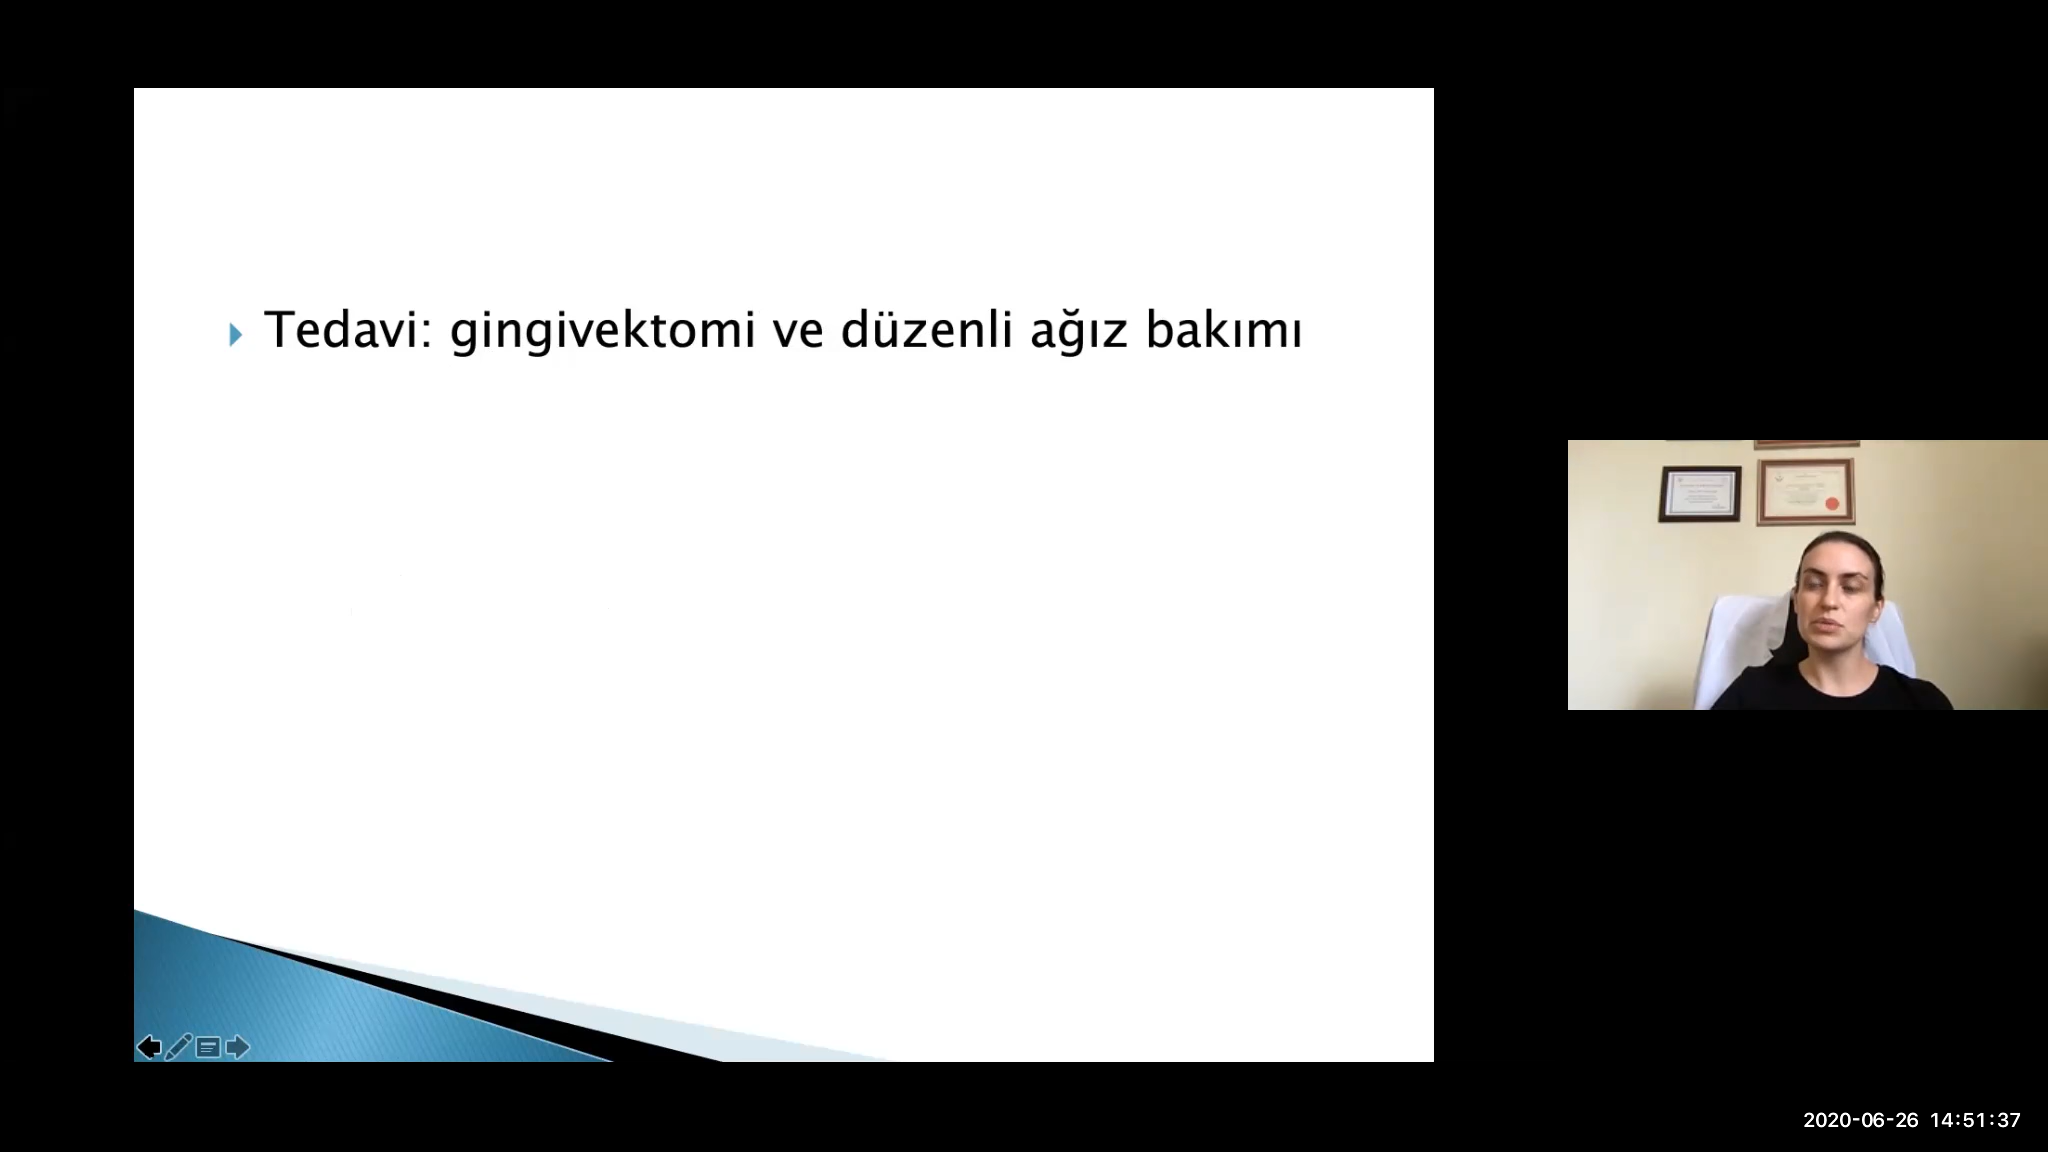 Tedavi: gingivektomi ve düzenli ağız bakımı
2020-06-26 14:51:37